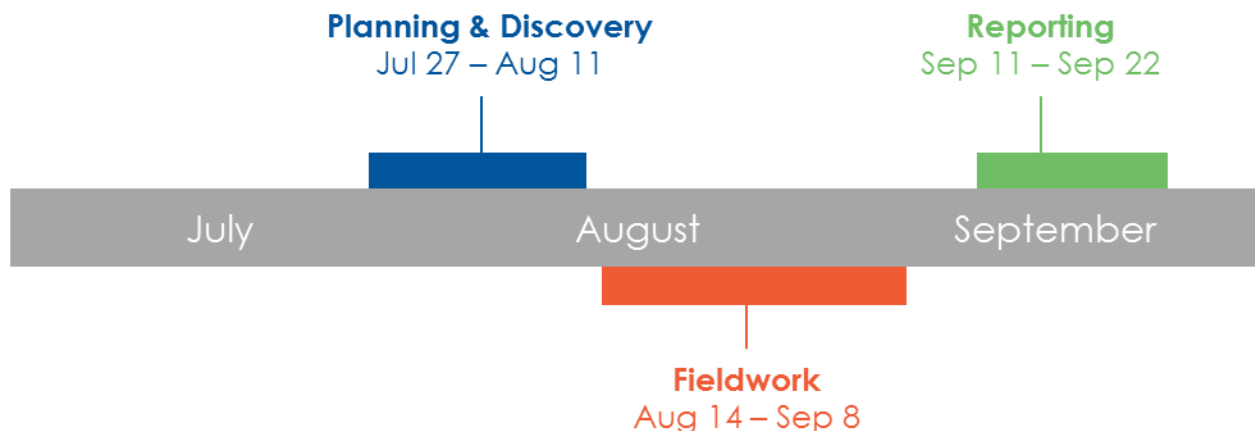 Planning & Discovery
Jul 27 – Aug 11
Reporting
Sep 11 – Sep 22
July
August
September
Fieldwork
Aug 14 – Sep 8